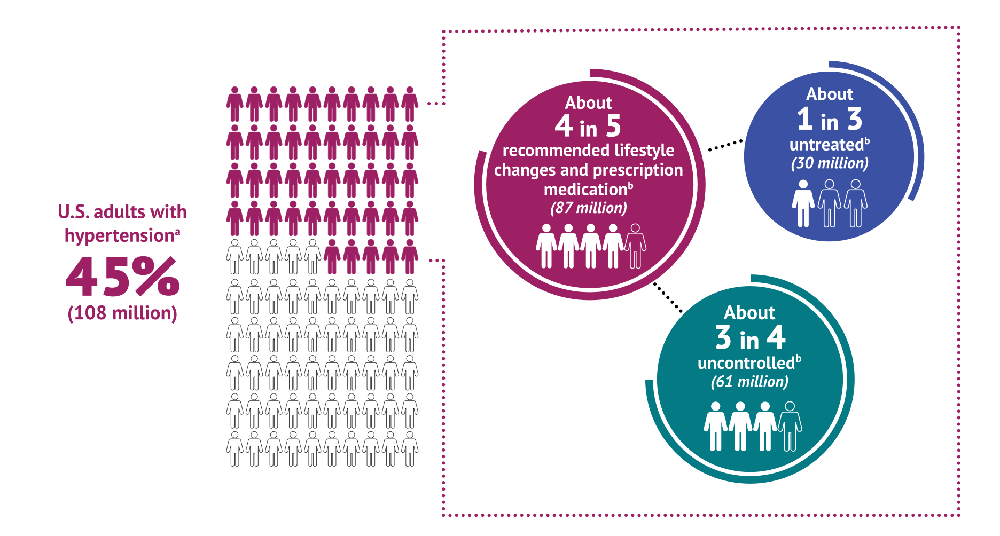 U.S. adults with
hypertensionᵃ
45%
(108 million)
About
4 in 5
recommended lifestyle
changes and prescription
medicationᵇ
(87 million)
About
1 in 3
untreatedᵇ
(30 million)
About
3 in 4
uncontrolledᵇ
(61 million)